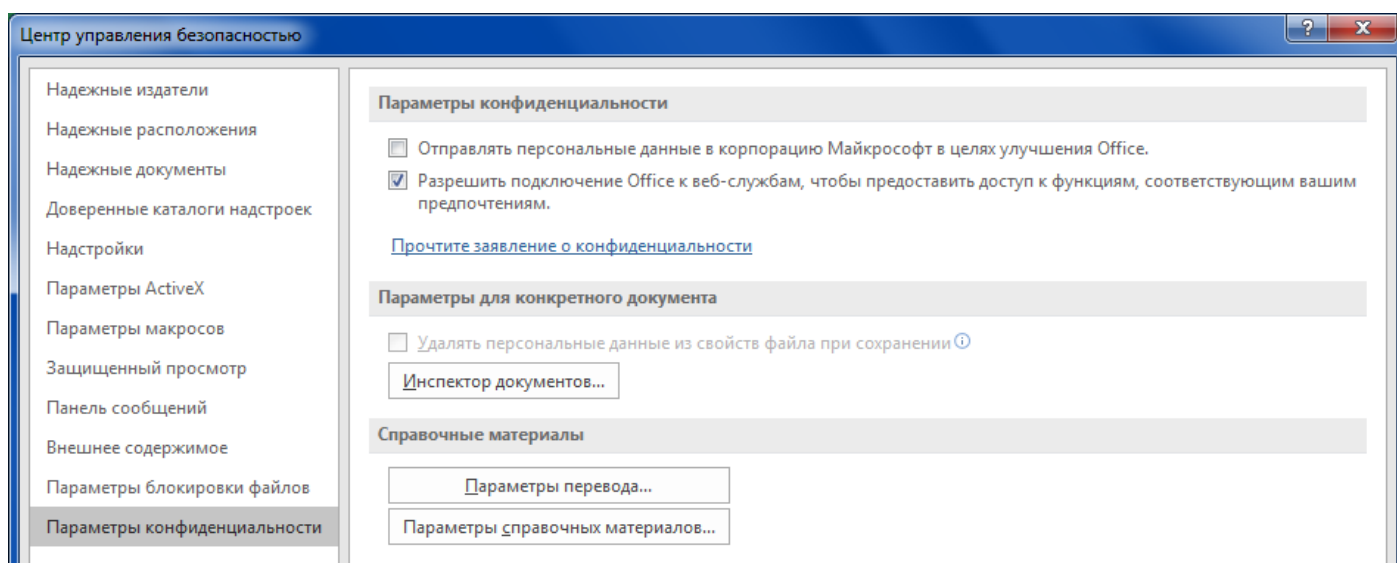 Центр управления безопасностью
?
X
Надежные издатели
Надежные расположения
Надежные документы
Доверенные каталоги надстроек
Надстройки
Параметры ActiveX
Параметры макросов
Защищенный просмотр
Панель сообщений
Внешнее содержимое
Параметры блокировки файлов
Параметры конфиденциальности
Параметры конфиденциальности
Отправлять персональные данные в корпорацию Майкрософт в целях улучшения Office.
Разрешить подключение Office к веб-службам, чтобы предоставить доступ к функциям, соответствующим вашим
предпочтениям.
Прочтите заявление о конфиденциальности
Параметры для конкретного документа
Удалять персональные данные из свойств файла при сохранении
Инспектор документов...
Справочные материалы
Параметры перевода...
Параметры справочных материалов...